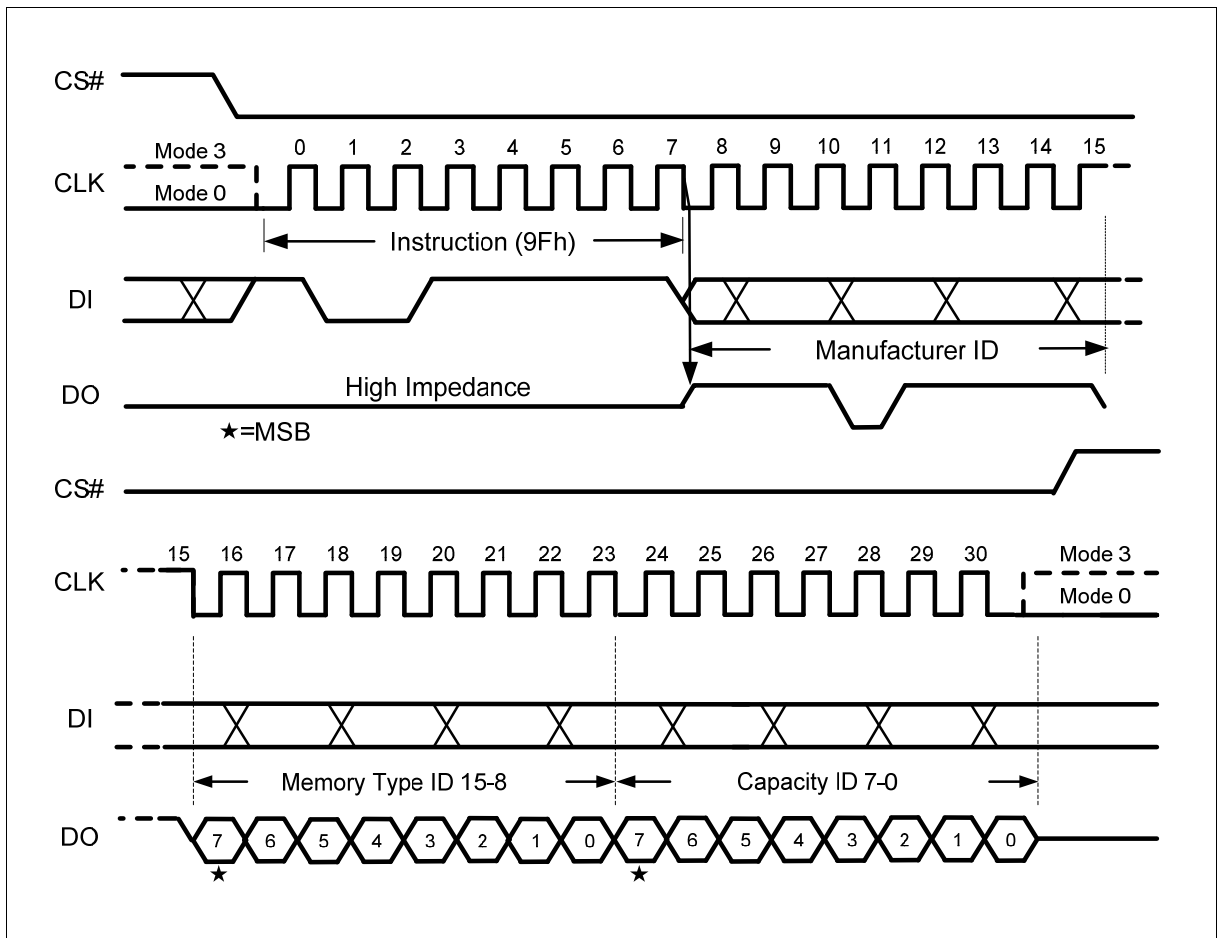 CS#
0 1 2 3 4 5 6 7 8 9 10 11 12 13 14 15
Mode 3
CLK
Mode 0
Instruction (9Fh)
DI
Manufacturer ID
High Impedance
DO
★=MSB
CS#
15 16 17 18 19 20 21 22 23 24 25 26 27 28 29 30
Mode 3
CLK
Mode 0
DI
Memory Type ID 15-8
Capacity ID 7-0
DO
7 6 5 4 3 2 1 0 7 6 5 4 3 2 1 0
★ ★